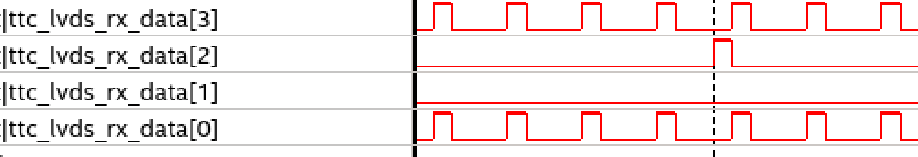 |ttc_lvds_rx_data[3]
|ttc_lvds_rx_data[2]
|ttc_lvds_rx_data[1]
|ttc_lvds_rx_data[0]